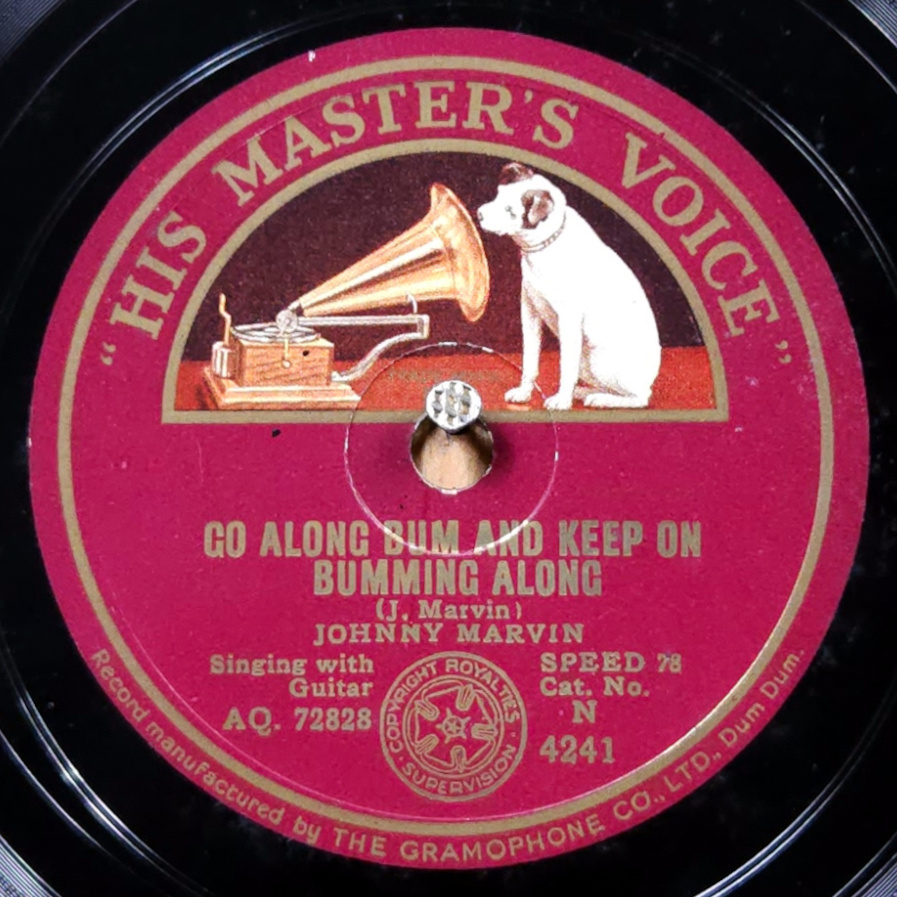 “HIS MASTER'S VOICE”
GO ALONG BUM AND KEEP ON
BUMMING ALONG
(J. Marvin)
JOHNNY MARVIN
Singing with
Guitar
AQ. 72828
COPYRIGHT ROYALTIES
· SUPERVISION ·
SPEED 78
Cat. No.
N
4241
Record manufactured by THE GRAMOPHONE CO., LTD., Dum Dum.